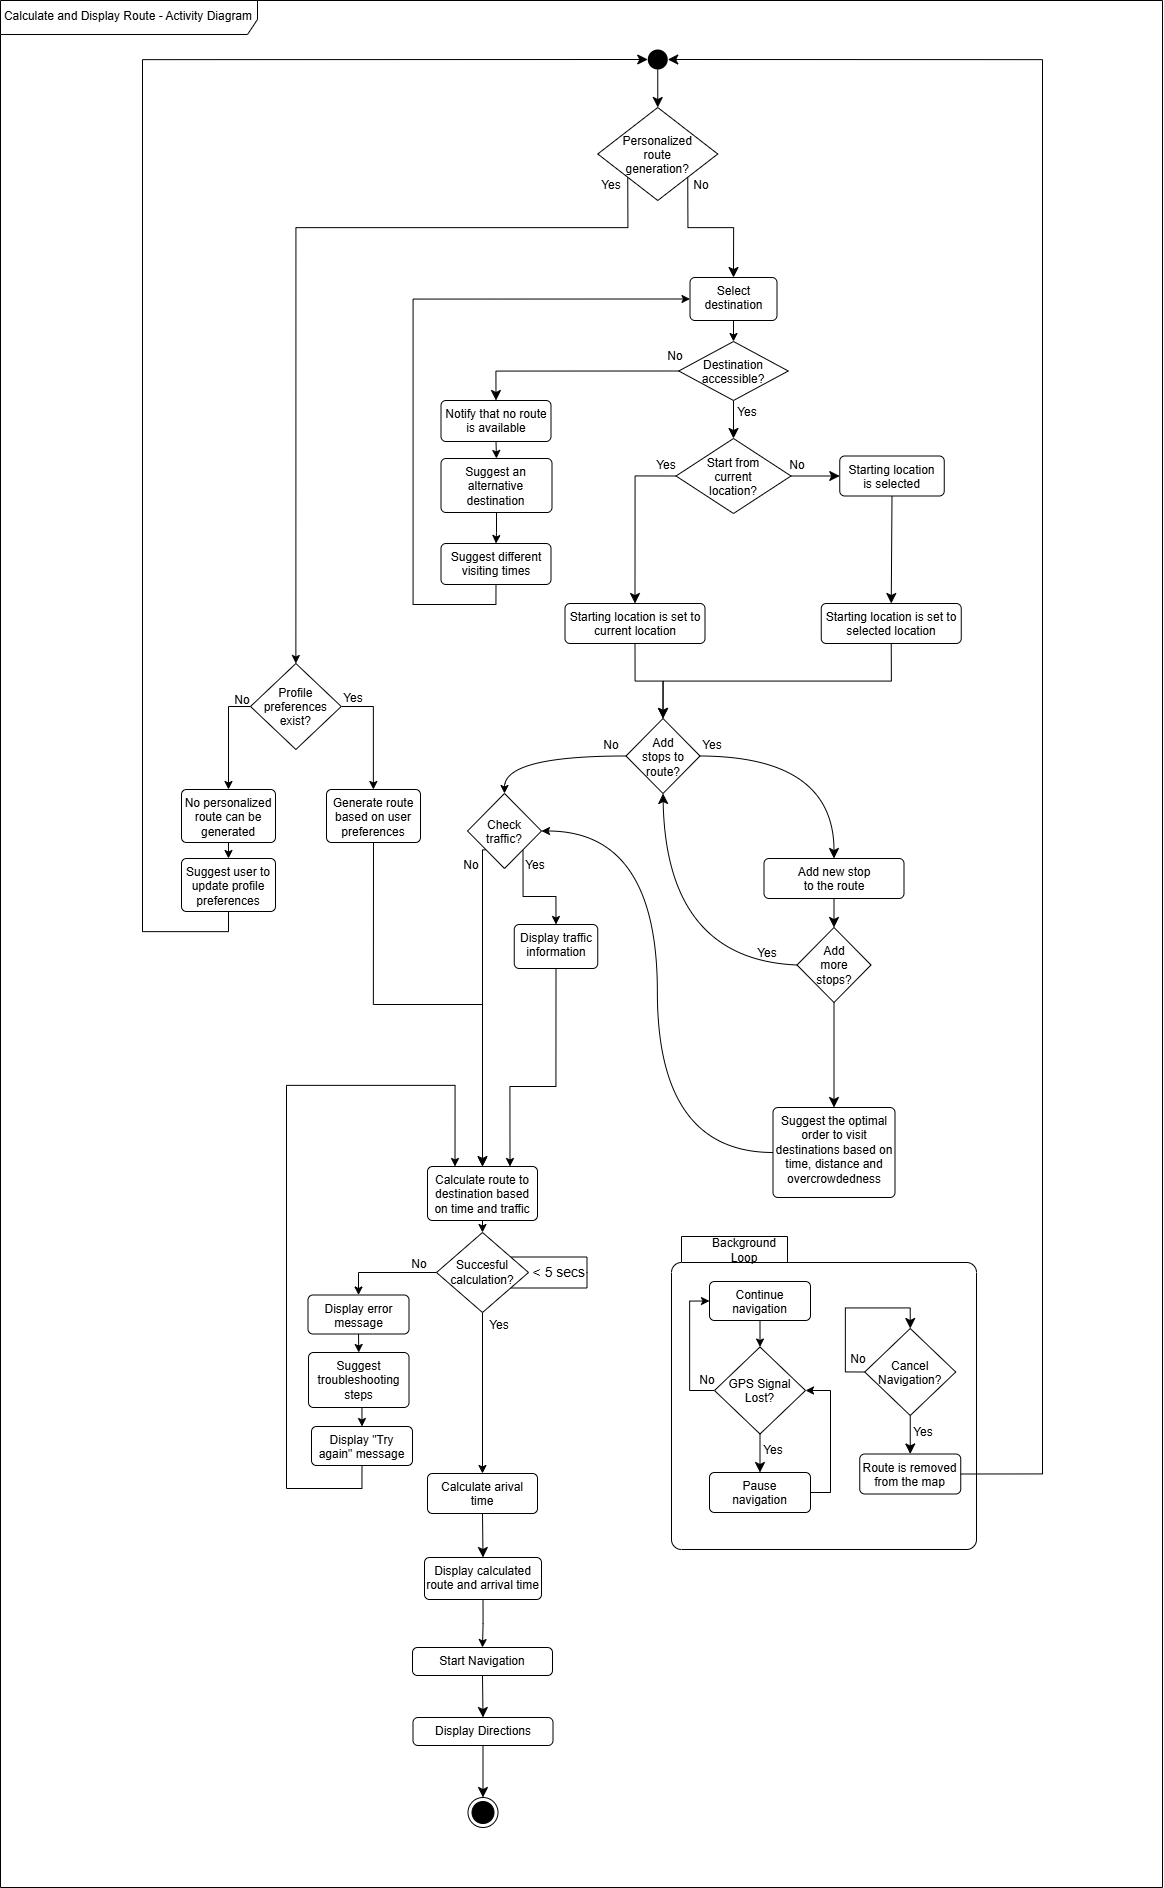 Calculate and Display Route - Activity Diagram
Personalized
route
generation?
Yes
No
Select
destination
No
Destination
accessible?
Yes
Notify that no route
is available
Suggest an
alternative
destination
Suggest different
visiting times
Yes
Start from
current
location?
No
Starting location
is selected
Starting location is set to
current location
Starting location is set to
selected location
No
Profile
preferences
exist?
Yes
No personalized
route can be
generated
Suggest user to
update profile
preferences
Generate route
based on user
preferences
No
Add
stops to
route?
Yes
Check
traffic?
No
Yes
Display traffic
information
Add new stop
to the route
Yes
Add
more
stops?
Suggest the optimal
order to visit
destinations based on
time, distance and
overcrowdedness
Calculate route to
destination based
on time and traffic
No
Succesful
calculation?
< 5 secs
Yes
Display error
message
Suggest
troubleshooting
steps
Display "Try
again" message
Calculate arival
time
Display calculated
route and arrival time
Start Navigation
Display Directions
Background
Loop
Continue
navigation
No
GPS Signal
Lost?
Yes
Pause
navigation
No
Cancel
Navigation?
Yes
Route is removed
from the map